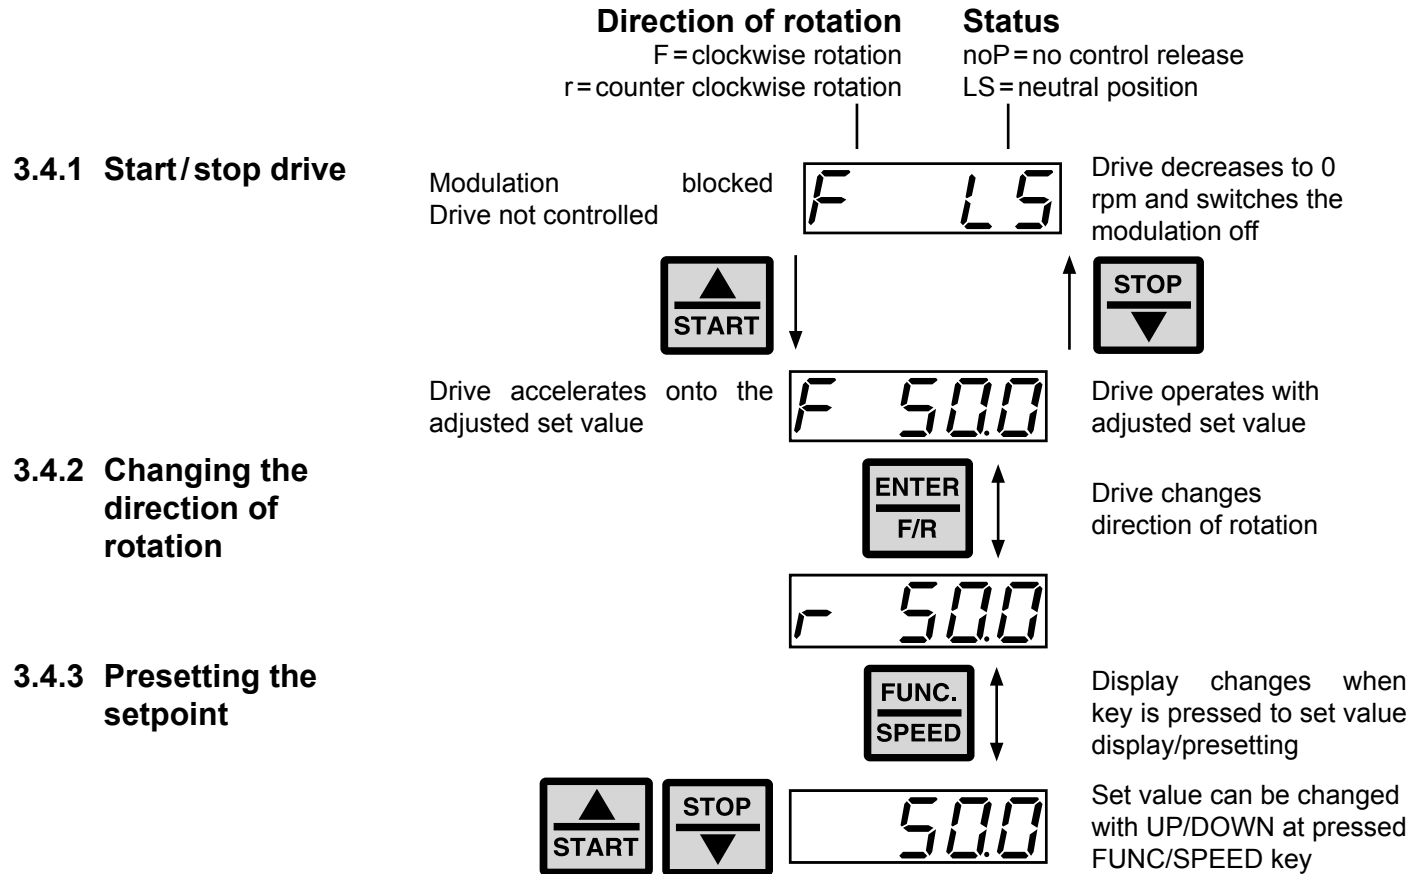 Direction of rotation
F = clockwise rotation
r = counter clockwise rotation
Status
noP = no control release
LS = neutral position
3.4.1 Start / stop drive
Modulation blocked
Drive not controlled
F LS
Drive decreases to 0
rpm and switches the
modulation off
START
STOP
Drive accelerates onto the
adjusted set value
F 50.0
Drive operates with
adjusted set value
3.4.2 Changing the
direction of
rotation
ENTER
F/R
Drive changes
direction of rotation
r 50.0
3.4.3 Presetting the
setpoint
FUNC.
SPEED
Display changes when
key is pressed to set value
display/presetting
START
STOP
50.0
Set value can be changed
with UP/DOWN at pressed
FUNC/SPEED key